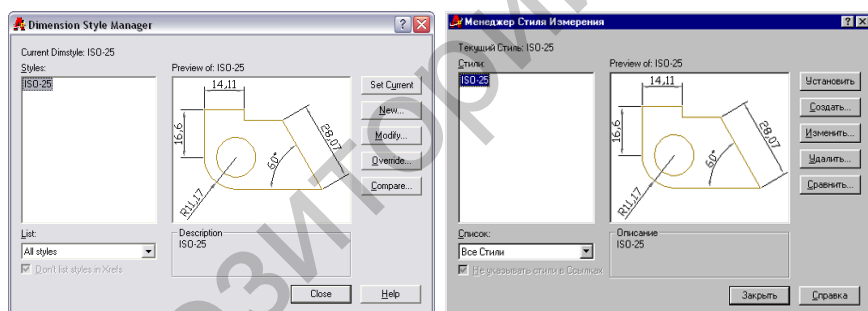 Dimension Style Manager
Current Dimstyle: ISO-25
Styles:
ISO-25
Preview of: ISO-25
14,11
16,6
28,07
60°
R11,17
Set Current
New...
Modify...
Override...
Compare...
List:
All styles
Don't list styles in Xrefs
Description
ISO-25
Close
Help
Менеджер Стиля Измерения
Текущий Стиль: ISO-25
Стили:
ISO-25
Preview of: ISO-25
14,11
16,6
28,07
60°
R11,17
Установить
Создать...
Изменить...
Удалить...
Сравнить...
Список:
Все Стили
Не указывать стили в Ссылках
Описание
ISO-25
Закрыть
Справка